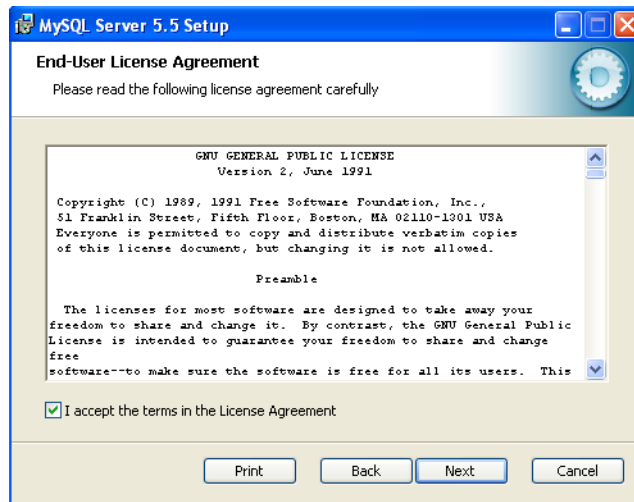 MySQL Server 5.5 Setup
End-User License Agreement
Please read the following license agreement carefully
GNU GENERAL PUBLIC LICENSE
Version 2, June 1991
Copyright (C) 1989, 1991 Free Software Foundation, Inc.,
51 Franklin Street, Fifth Floor, Boston, MA 02110-1301 USA
Everyone is permitted to copy and distribute verbatim copies
of this license document, but changing it is not allowed.
Preamble
The licenses for most software are designed to take away your
freedom to share and change it.  By contrast, the GNU General Public
License is intended to guarantee your freedom to share and change
free
software--to make sure the software is free for all its users.  This
I accept the terms in the License Agreement
Print Back Next Cancel